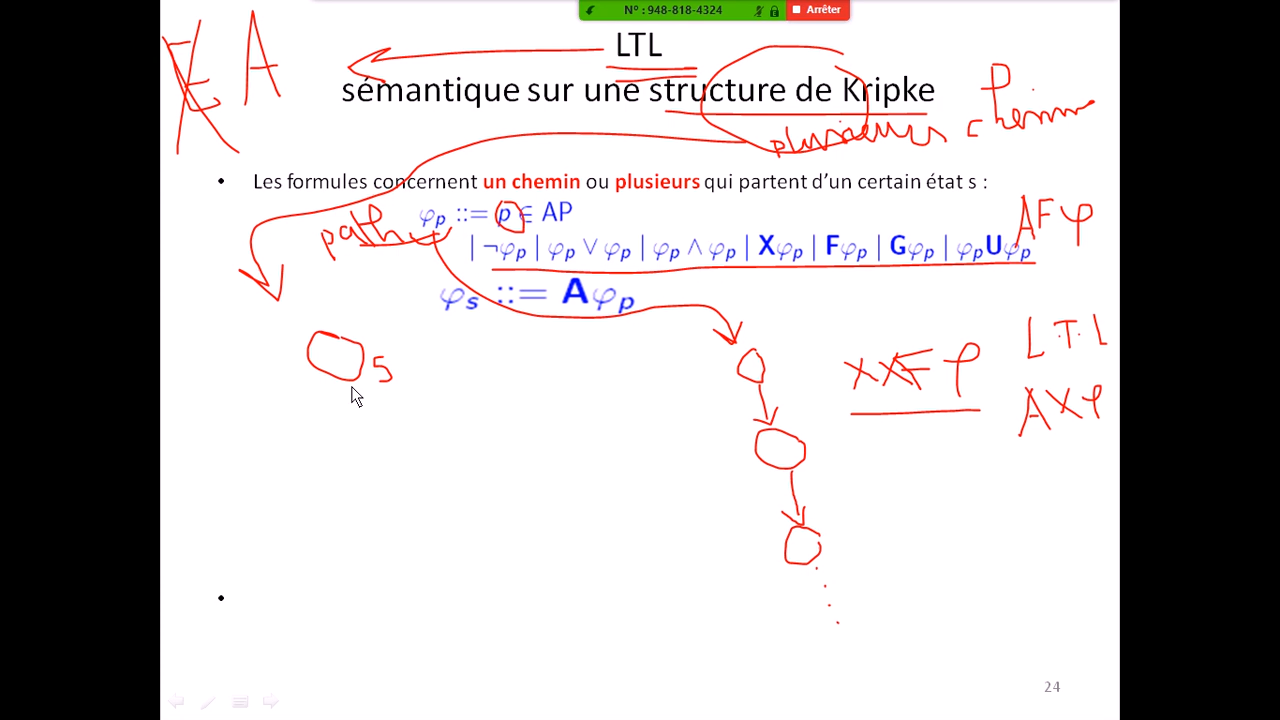 N° : 948-818-4324 Arrêter
LTL
E A
sémantique sur une structure de Kripke
P
plusieurs chemins
• Les formules concernent un chemin ou plusieurs qui partent d'un certain état s :
φp ::= p ∈ AP
path
AFφ
| ¬φp | φp ∨ φp | φp ∧ φp | Xφp | Fφp | Gφp | φpUφp
φs ::= Aφp
S
XXFφ
L.T.L
AXφ
•
24